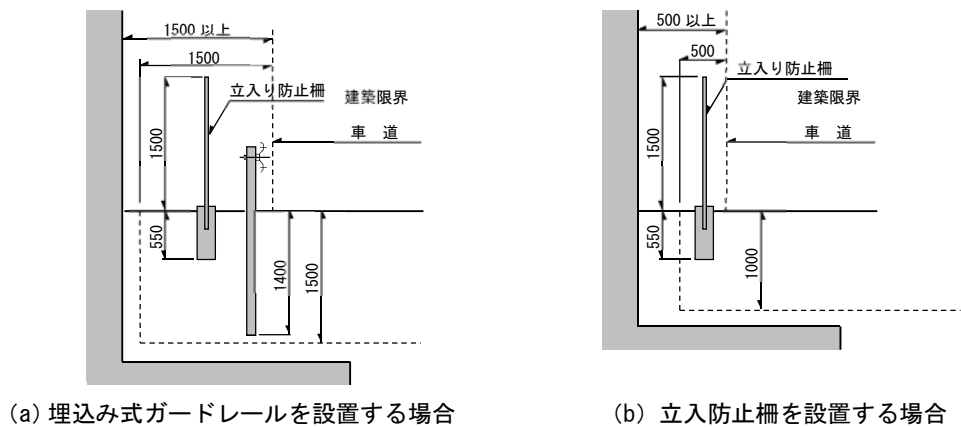 1500 以上
1500
立入り防止柵
建築限界
車　道
1500
550
1400
1500
(a) 埋込み式ガードレールを設置する場合
500 以上
500
立入り防止柵
建築限界
車　道
1500
550
1000
(b) 立入防止柵を設置する場合